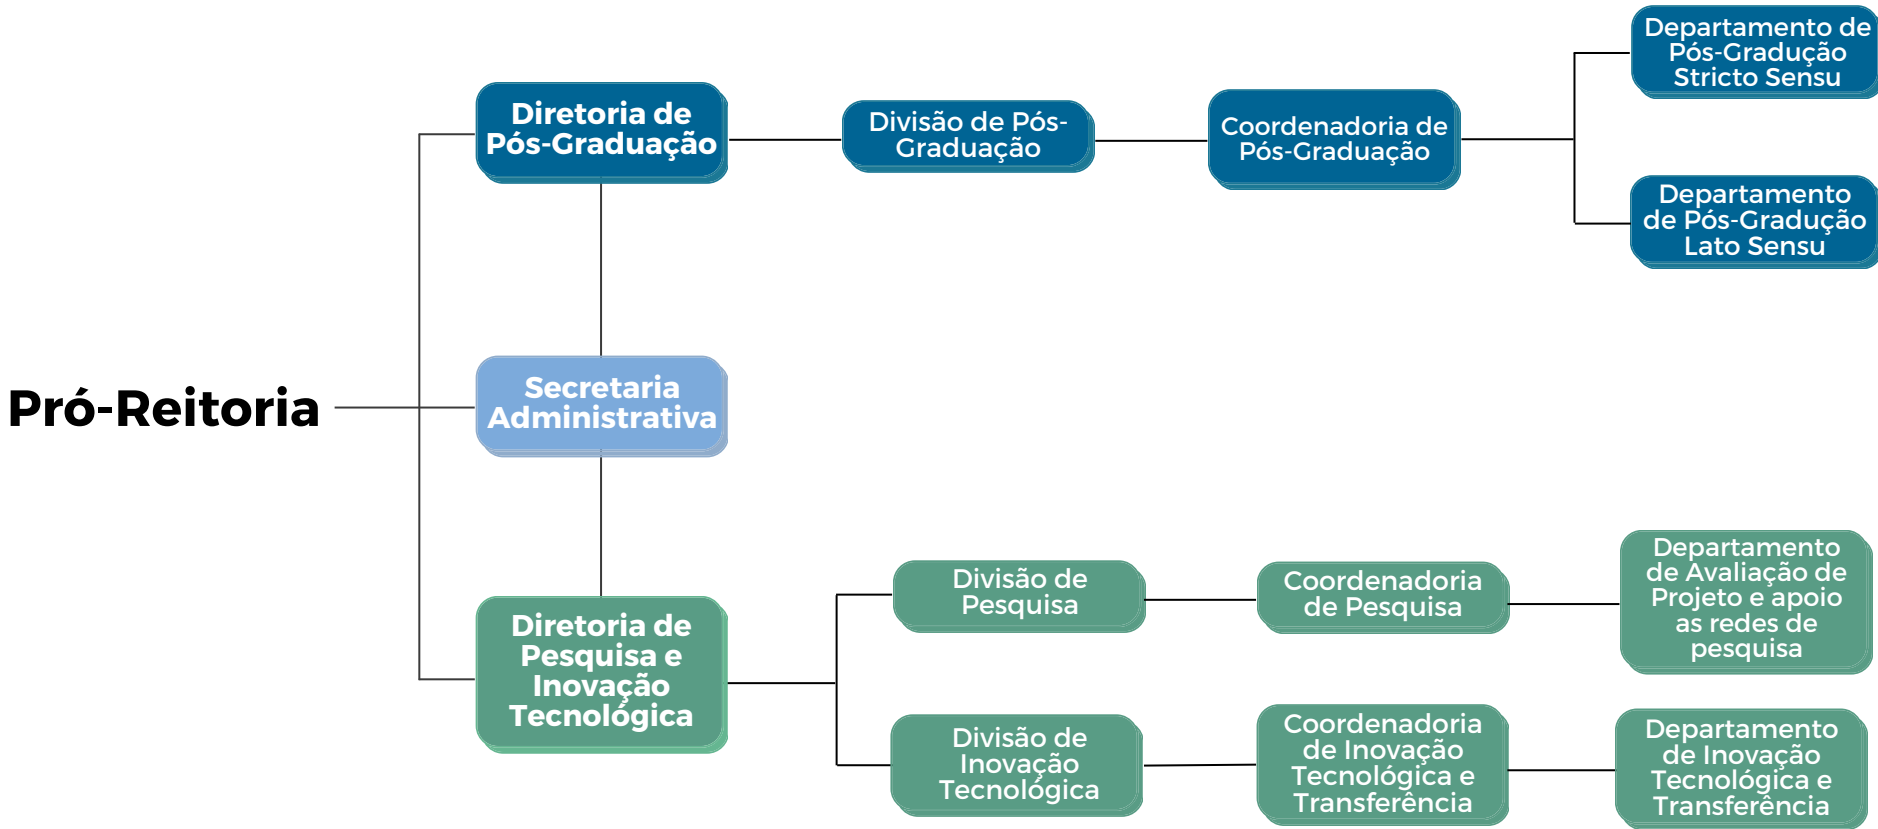 Pró-Reitoria
Diretoria de
Pós-Graduação
Divisão de Pós-
Graduação
Coordenadoria de
Pós-Graduação
Departamento de
Pós-Gradução
Stricto Sensu
Departamento
de Pós-Gradução
Lato Sensu
Secretaria
Administrativa
Diretoria de
Pesquisa e
Inovação
Tecnológica
Divisão de
Pesquisa
Coordenadoria
de Pesquisa
Departamento
de Avaliação de
Projeto e apoio
as redes de
pesquisa
Divisão de
Inovação
Tecnológica
Coordenadoria
de Inovação
Tecnológica e
Transferência
Departamento
de Inovação
Tecnológica e
Transferência